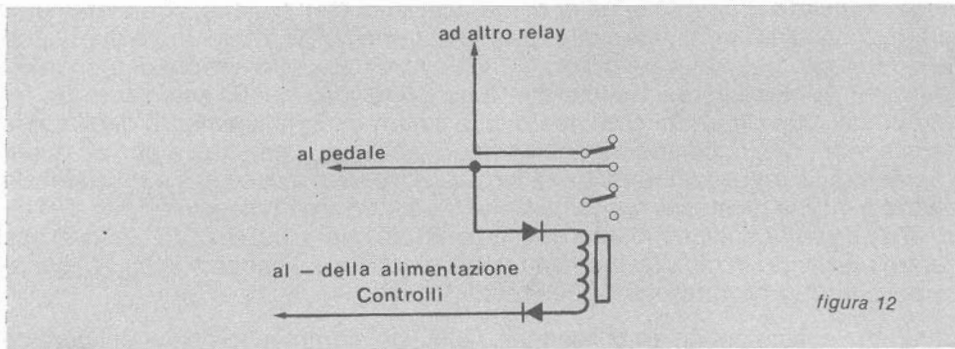 ad altro relay
al pedale
al – della alimentazione
Controlli
figura 12